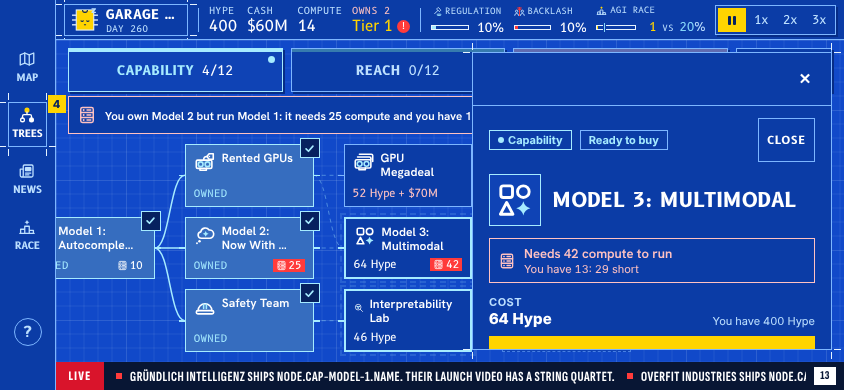 GARAGE ...
DAY 260
HYPE
400
CASH
$60M
COMPUTE
14
OWNS 2
Tier 1 !
REGULATION
10%
BACKLASH
10%
AGI RACE
1 VS 20%
1x 2x 3x
MAP
4
TREES
NEWS
RACE
?
CAPABILITY 4/12
REACH 0/12
You own Model 2 but run Model 1: it needs 25 compute and you have 1
Rented GPUs
OWNED
GPU
Megadeal
52 Hype + $70M
Model 1:
Autocomple...
ED
10
Model 2:
Now With ...
OWNED
25
Model 3:
Multimodal
64 Hype
42
Safety Team
OWNED
Interpretability
Lab
46 Hype
×
Capability
Ready to buy
CLOSE
MODEL 3: MULTIMODAL
Needs 42 compute to run
You have 13: 29 short
COST
64 Hype
You have 400 Hype
LIVE
GRÜNDLICH INTELLIGENZ SHIPS NODE.CAP-MODEL-1.NAME. THEIR LAUNCH VIDEO HAS A STRING QUARTET.
OVERFIT INDUSTRIES SHIPS NODE.CA
13